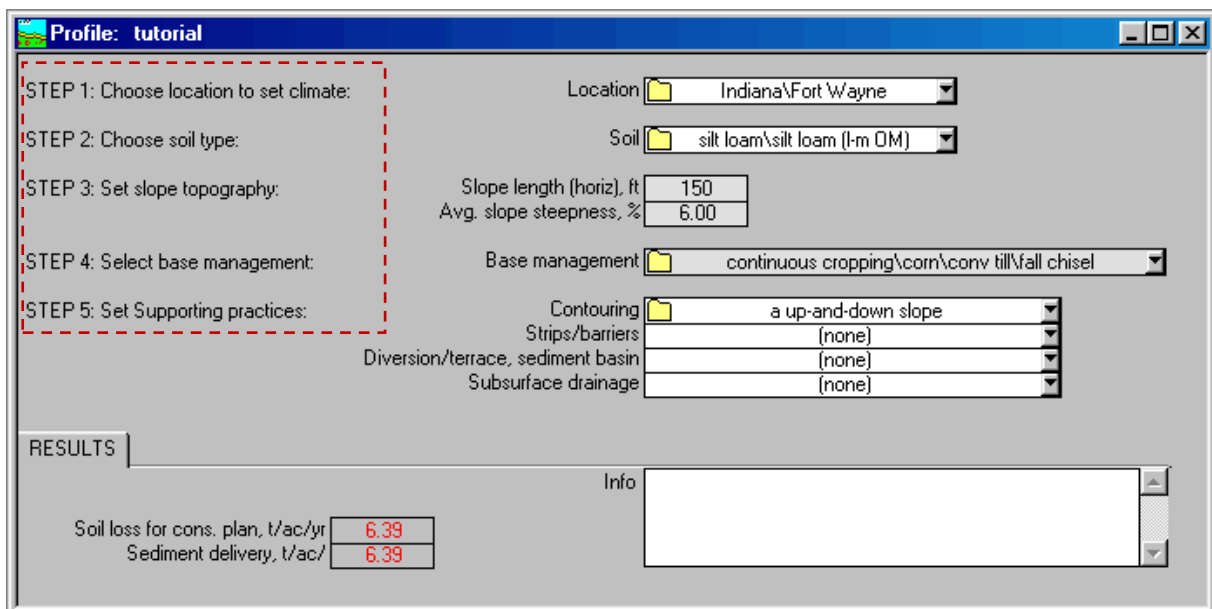 Profile: tutorial
STEP 1: Choose location to set climate:
Location
Indiana\Fort Wayne
STEP 2: Choose soil type:
Soil
silt loam\silt loam (l-m OM)
STEP 3: Set slope topography:
Slope length (horiz), ft
150
Avg. slope steepness, %
6.00
STEP 4: Select base management:
Base management
continuous cropping\corn\conv till\fall chisel
STEP 5: Set Supporting practices:
Contouring
a up-and-down slope
Strips/barriers
(none)
Diversion/terrace, sediment basin
(none)
Subsurface drainage
(none)
RESULTS
Info
Soil loss for cons. plan, t/ac/yr
6.39
Sediment delivery, t/ac/
6.39